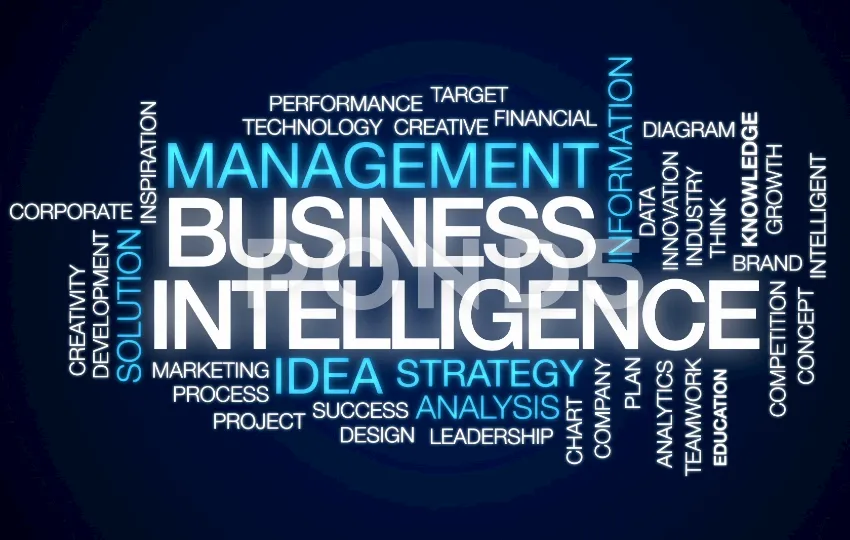 PERFORMANCE
TARGET
TECHNOLOGY
CREATIVE
FINANCIAL
INFORMATION
DIAGRAM
KNOWLEDGE
INSPIRATION
MANAGEMENT
DATA
INNOVATION
INDUSTRY
THINK
GROWTH
INTELLIGENT
CORPORATE
BUSINESS
INTELLIGENCE
POND5
BRAND
CREATIVITY
DEVELOPMENT
SOLUTION
COMPETITION
CONCEPT
MARKETING
IDEA
STRATEGY
PROCESS
PROJECT
SUCCESS
ANALYSIS
DESIGN
LEADERSHIP
CHART
COMPANY
PLAN
ANALYTICS
TEAMWORK
EDUCATION